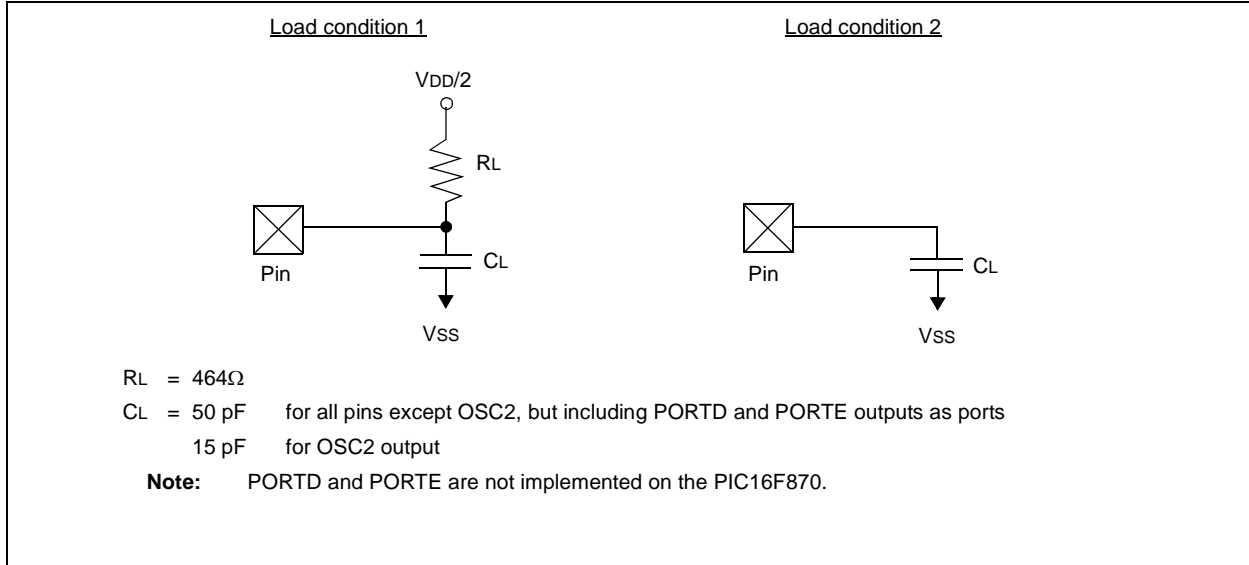 Load condition 1
Load condition 2
VDD/2
RL
Pin
CL
VSS
Pin
CL
VSS
RL = 464Ω
CL = 50 pF for all pins except OSC2, but including PORTD and PORTE outputs as ports
15 pF for OSC2 output
Note: PORTD and PORTE are not implemented on the PIC16F870.